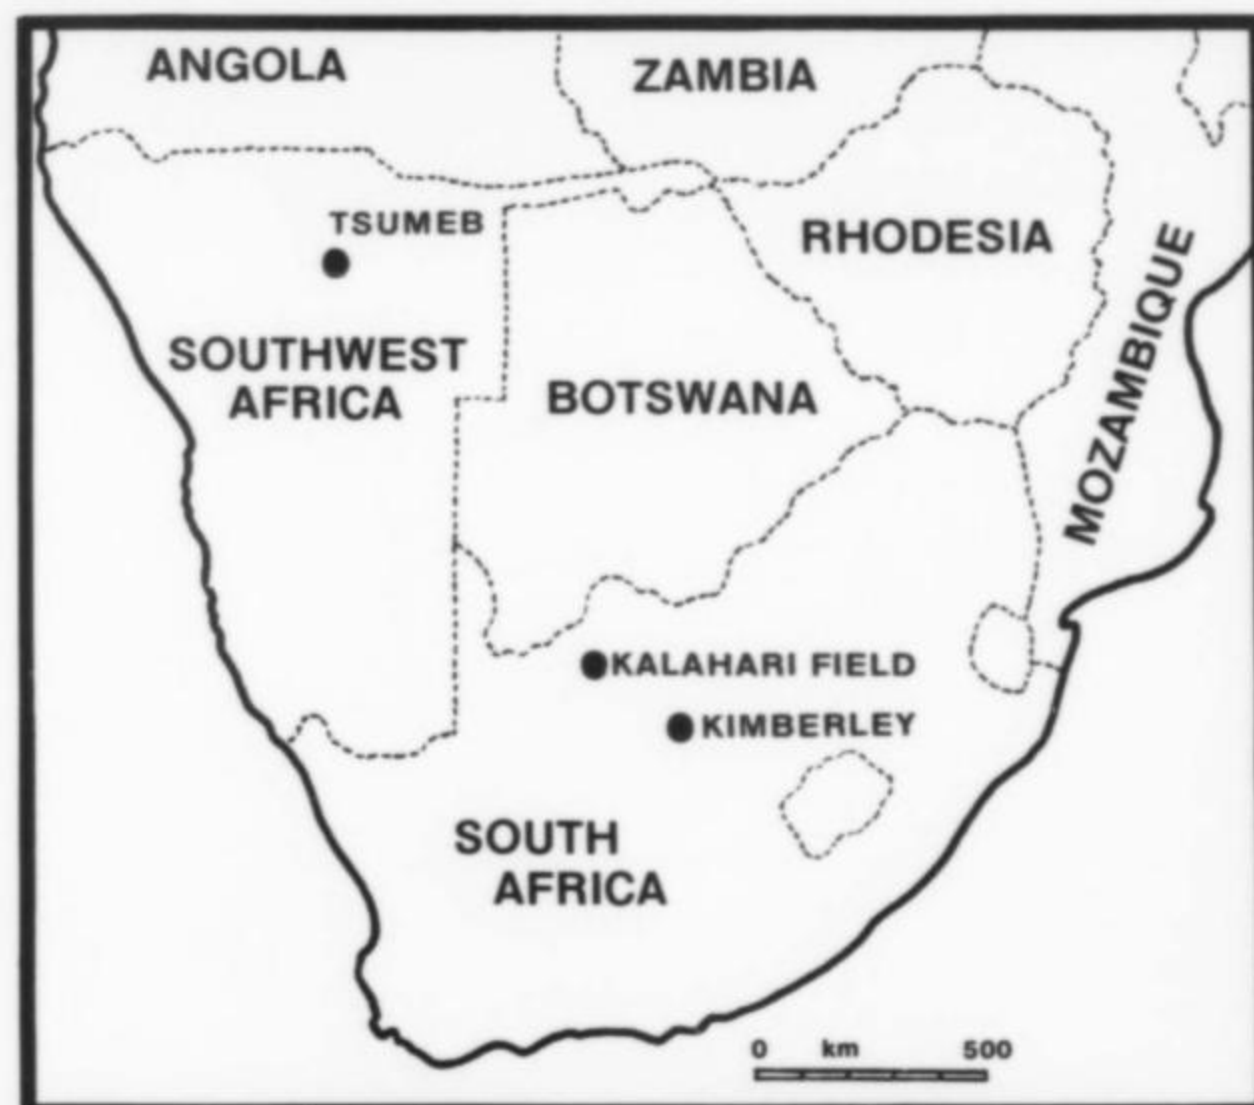 ANGOLA
ZAMBIA
TSUMEB
RHODESIA
MOZAMBIQUE
SOUTHWEST
AFRICA
BOTSWANA
KALAHARI FIELD
KIMBERLEY
SOUTH
AFRICA
0 km 500